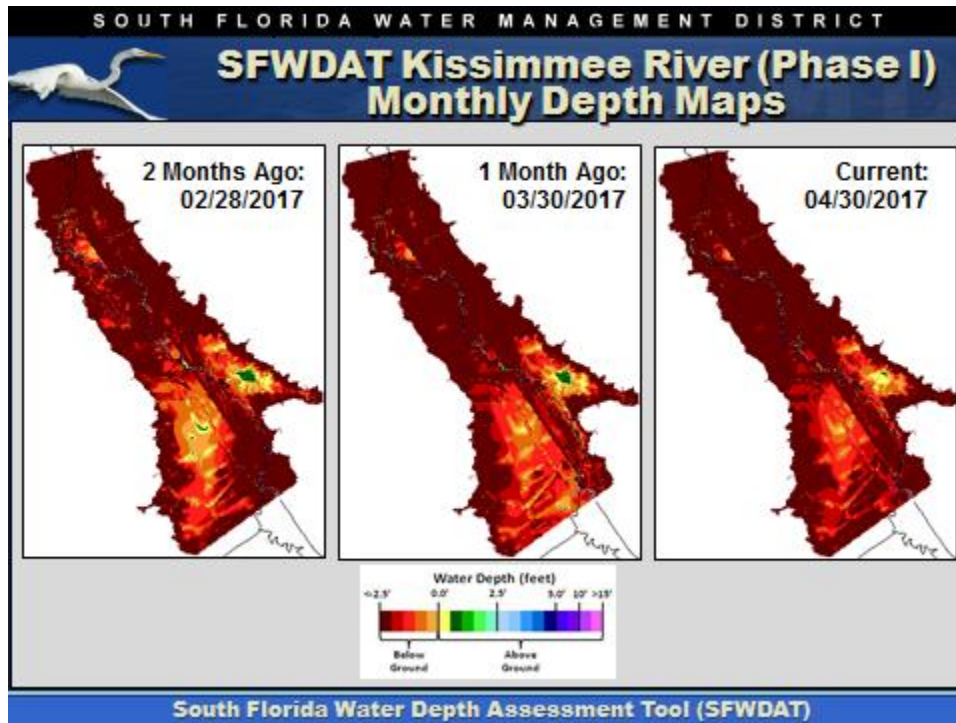 SOUTH FLORIDA WATER MANAGEMENT DISTRICT
SFWDAT Kissimmee River (Phase I)
Monthly Depth Maps
2 Months Ago:
02/28/2017
1 Month Ago:
03/30/2017
Current:
04/30/2017
Water Depth (feet)
<-2.5' 0.0' 2.5' 5.0' 10' >15'
Below
Ground
Above
Ground
South Florida Water Depth Assessment Tool (SFWDAT)